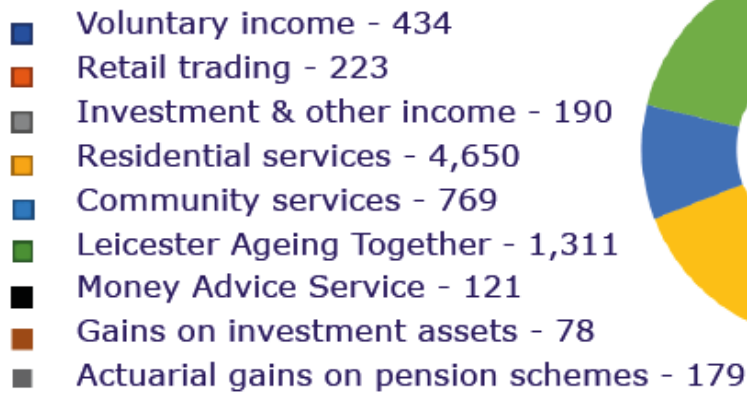 Voluntary income - 434
Retail trading - 223
Investment & other income - 190
Residential services - 4,650
Community services - 769
Leicester Ageing Together - 1,311
Money Advice Service - 121
Gains on investment assets - 78
Actuarial gains on pension schemes - 179